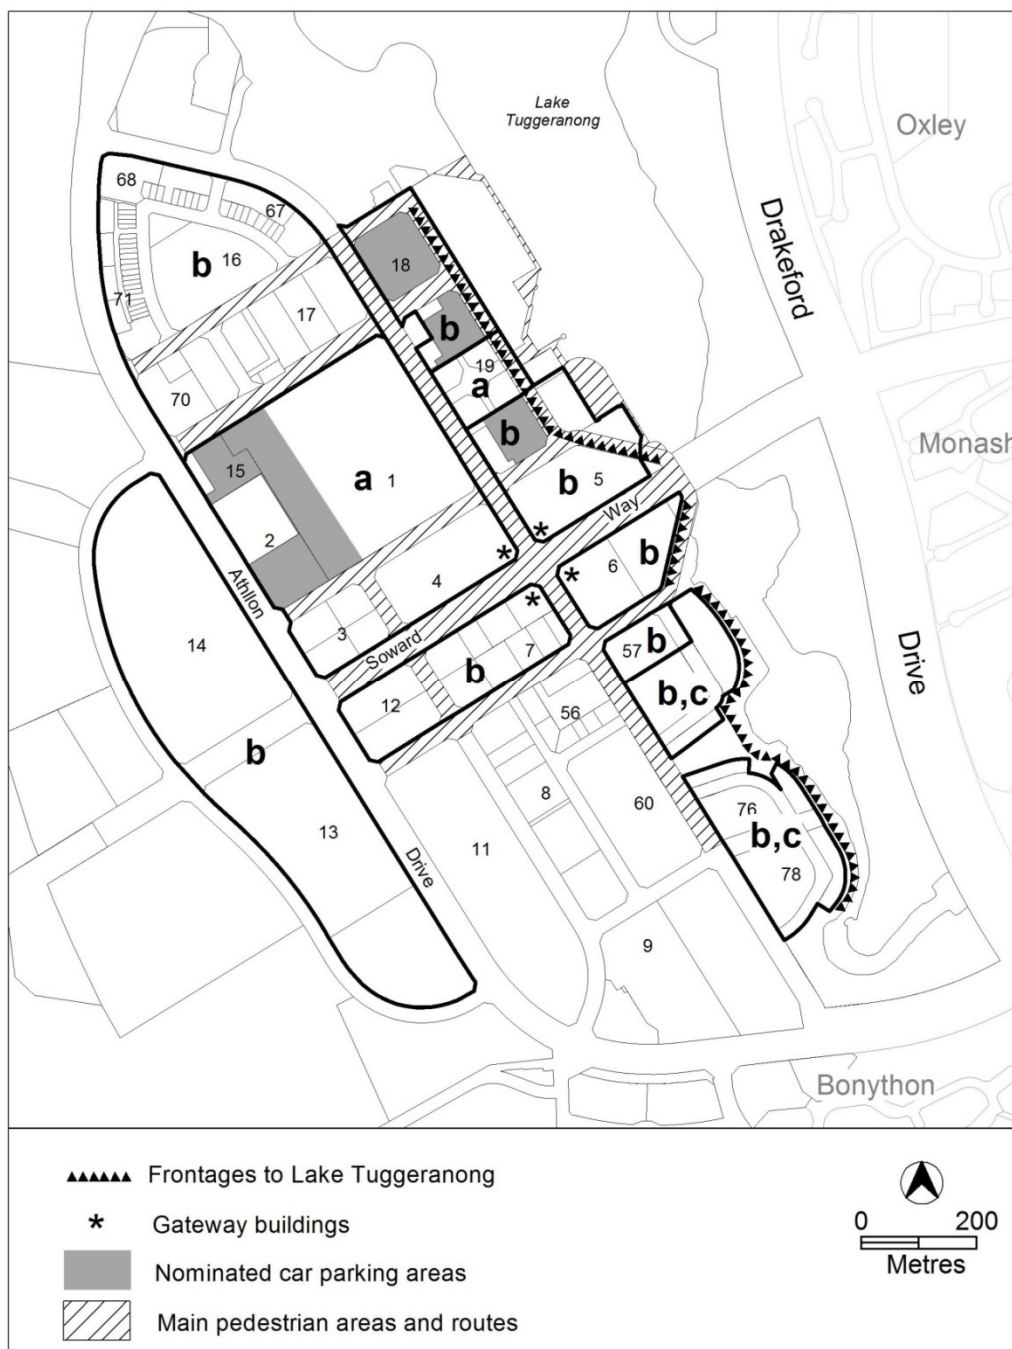 Lake
Tuggeranong
Oxley
Drakeford
68
67
b 16
18
71
17
b
19
a
70
b
Monash
15
a 1
b 5
Way
2
b
6
4
Athllon
3
Soward
7
b
57 b
14
12
b
b,c
56
b
8
60
76
b,c
13
11
78
Drive
Drive
9
Bonython
Frontages to Lake Tuggeranong
* Gateway buildings
0 200
Metres
Nominated car parking areas
Main pedestrian areas and routes